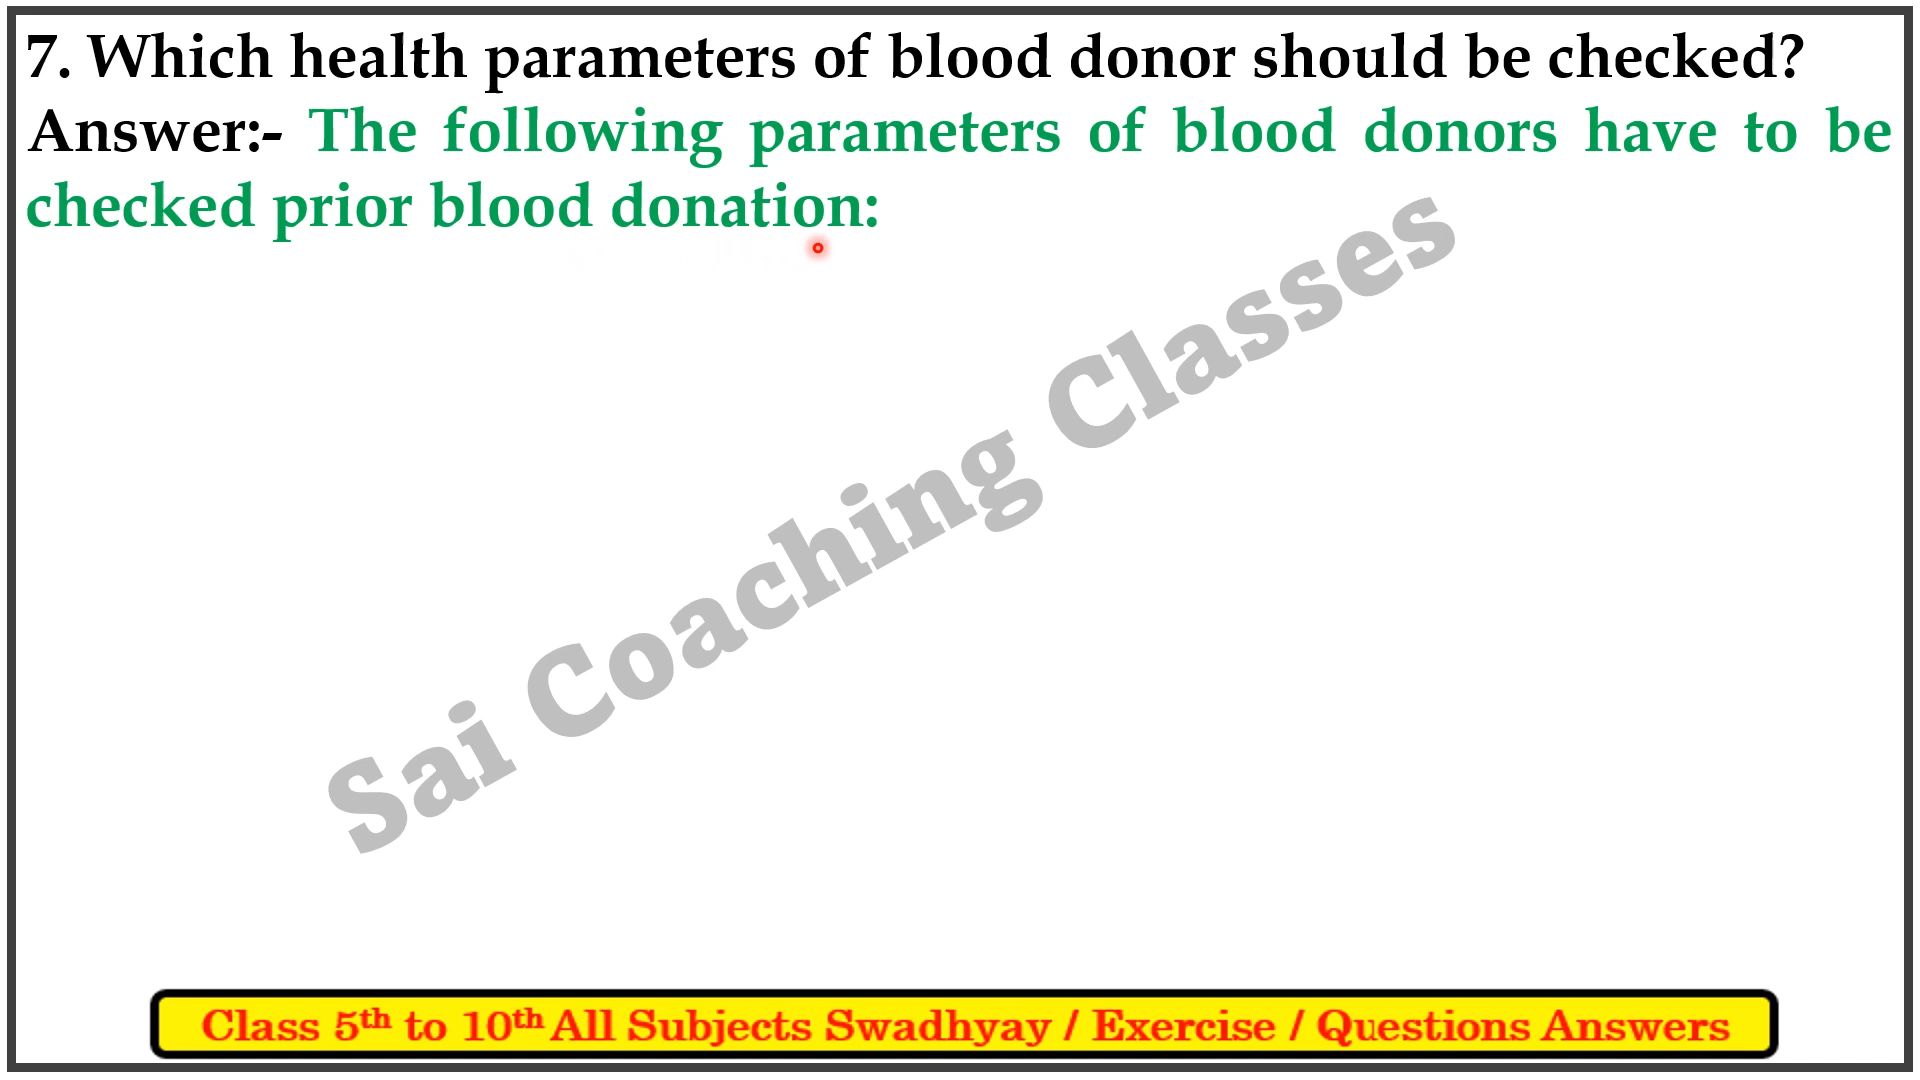 7. Which health parameters of blood donor should be checked?
Answer:- The following parameters of blood donors have to be
checked prior blood donation:
Sai Coaching Classes
Class 5th to 10th All Subjects Swadhyay / Exercise / Questions Answers